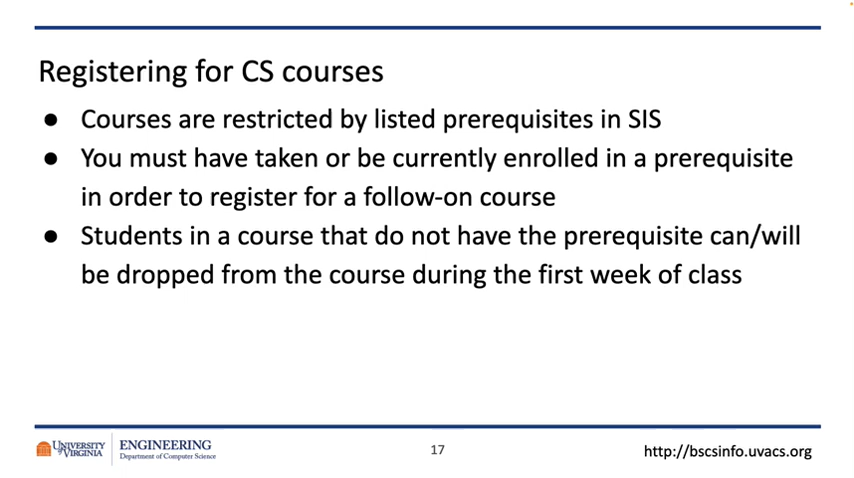 Registering for CS courses
● Courses are restricted by listed prerequisites in SIS
● You must have taken or be currently enrolled in a prerequisite
in order to register for a follow-on course
● Students in a course that do not have the prerequisite can/will
be dropped from the course during the first week of class
UNIVERSITY
of VIRGINIA
ENGINEERING
Department of Computer Science
17
http://bscsinfo.uvacs.org